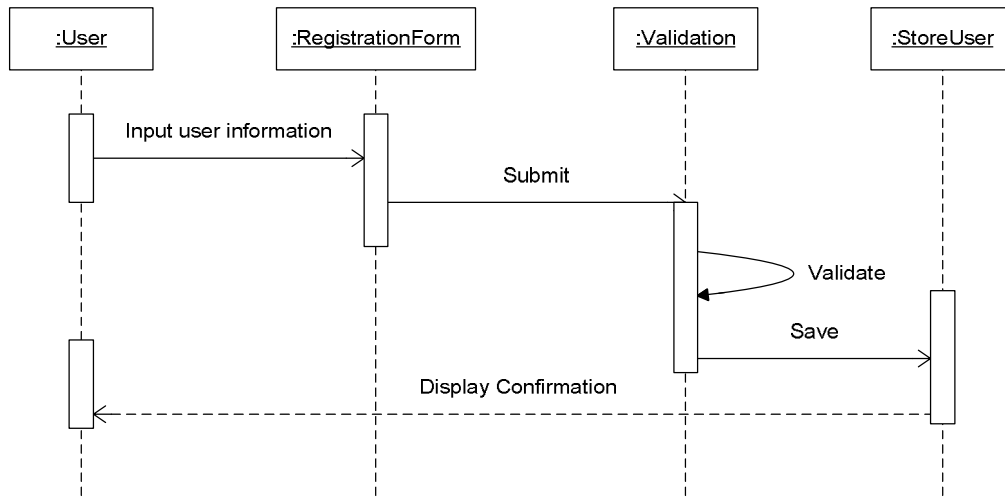 :User
:RegistrationForm
:Validation
:StoreUser
Input user information
Submit
Validate
Save
Display Confirmation